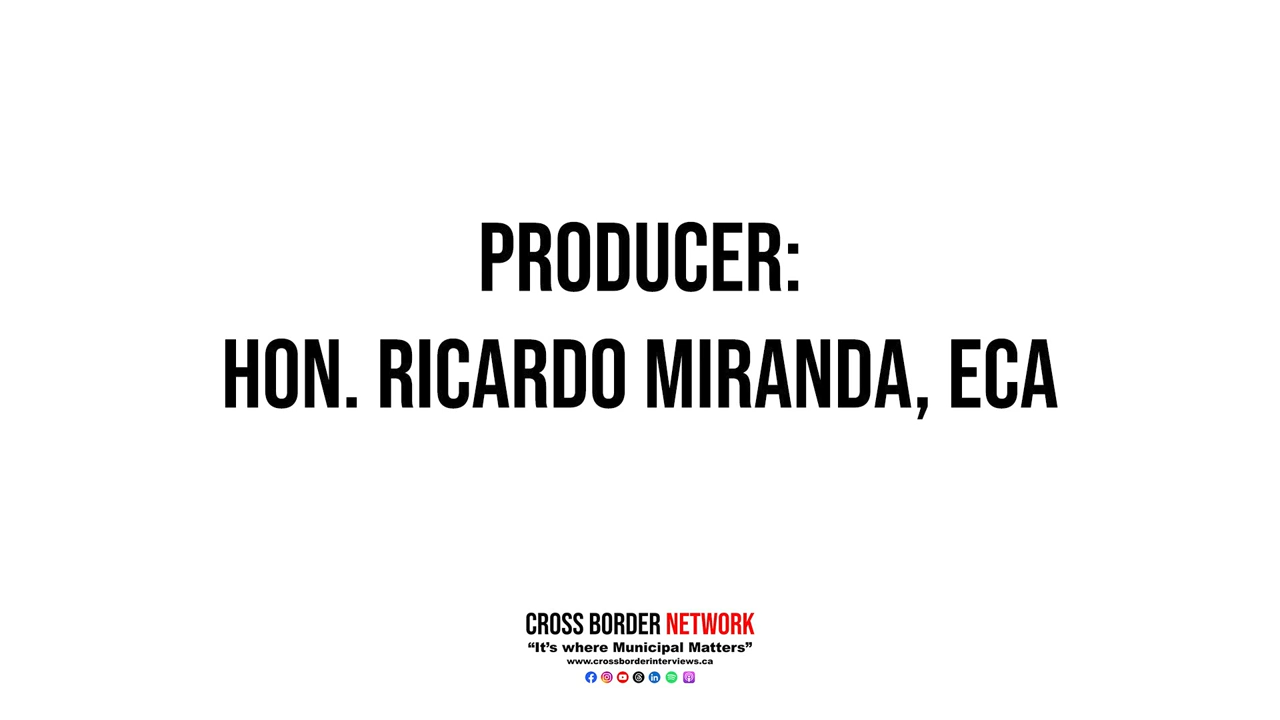 PRODUCER:
HON. RICARDO MIRANDA, ECA
CROSS BORDER NETWORK
“It’s where Municipal Matters”
www.crossborderinterviews.ca